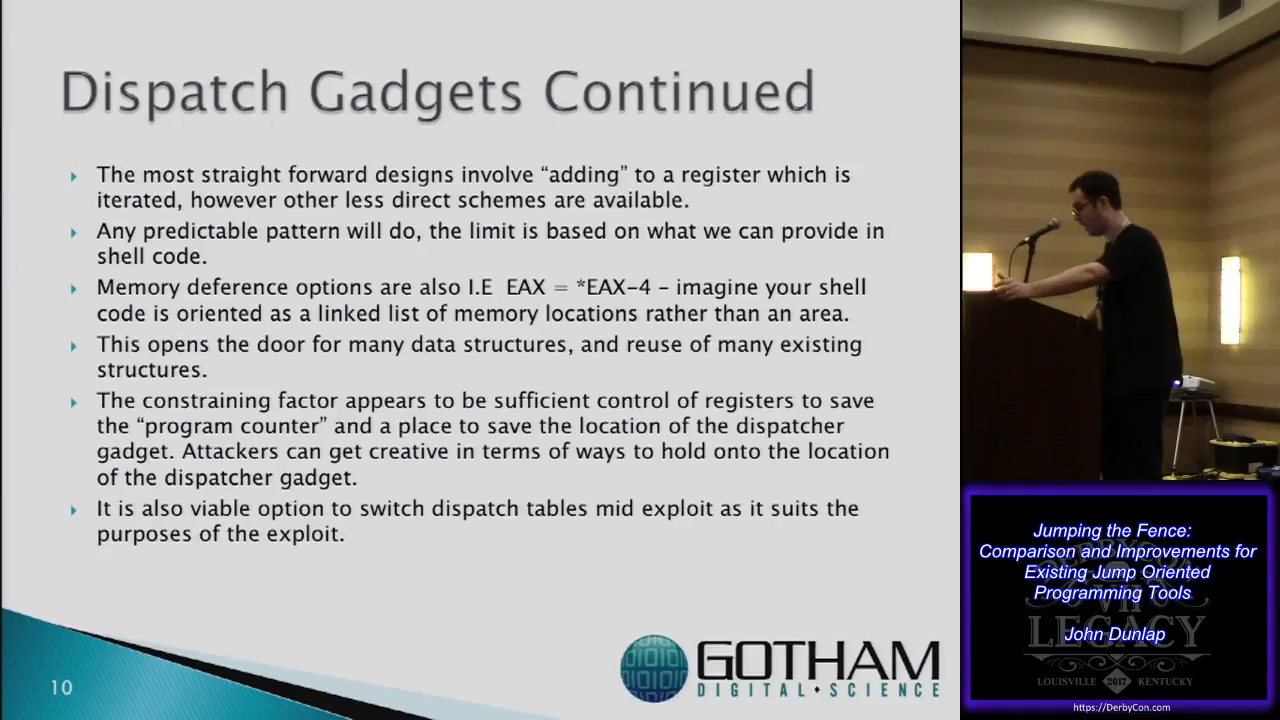 Dispatch Gadgets Continued
The most straight forward designs involve “adding” to a register which is
iterated, however other less direct schemes are available.
Any predictable pattern will do, the limit is based on what we can provide in
shell code.
Memory deference options are also I.E EAX = *EAX-4 – imagine your shell
code is oriented as a linked list of memory locations rather than an area.
This opens the door for many data structures, and reuse of many existing
structures.
The constraining factor appears to be sufficient control of registers to save
the “program counter” and a place to save the location of the dispatcher
gadget. Attackers can get creative in terms of ways to hold onto the location
of the dispatcher gadget.
It is also viable option to switch dispatch tables mid exploit as it suits the
purposes of the exploit.
10
GOTHAM
DIGITAL SCIENCE
Jumping the Fence:
Comparison and Improvements for
Existing Jump Oriented
Programming Tools
John Dunlap
LEGACY
LOUISVILLE 2017 KENTUCKY
https://DerbyCon.com